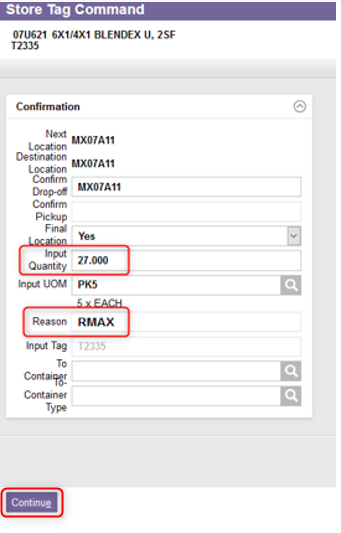 Store Tag Command
07U621 6X1/4X1 BLENDEX U, 2SF
T2335
Confirmation
Next Location MX07A11
Destination Location MX07A11
Confirm Drop-off MX07A11
Confirm Pickup
Final Location Yes
Input Quantity 27.000
Input UOM PK5
5 x EACH
Reason RMAX
Input Tag T2335
To Container
To-Container Type
Continue